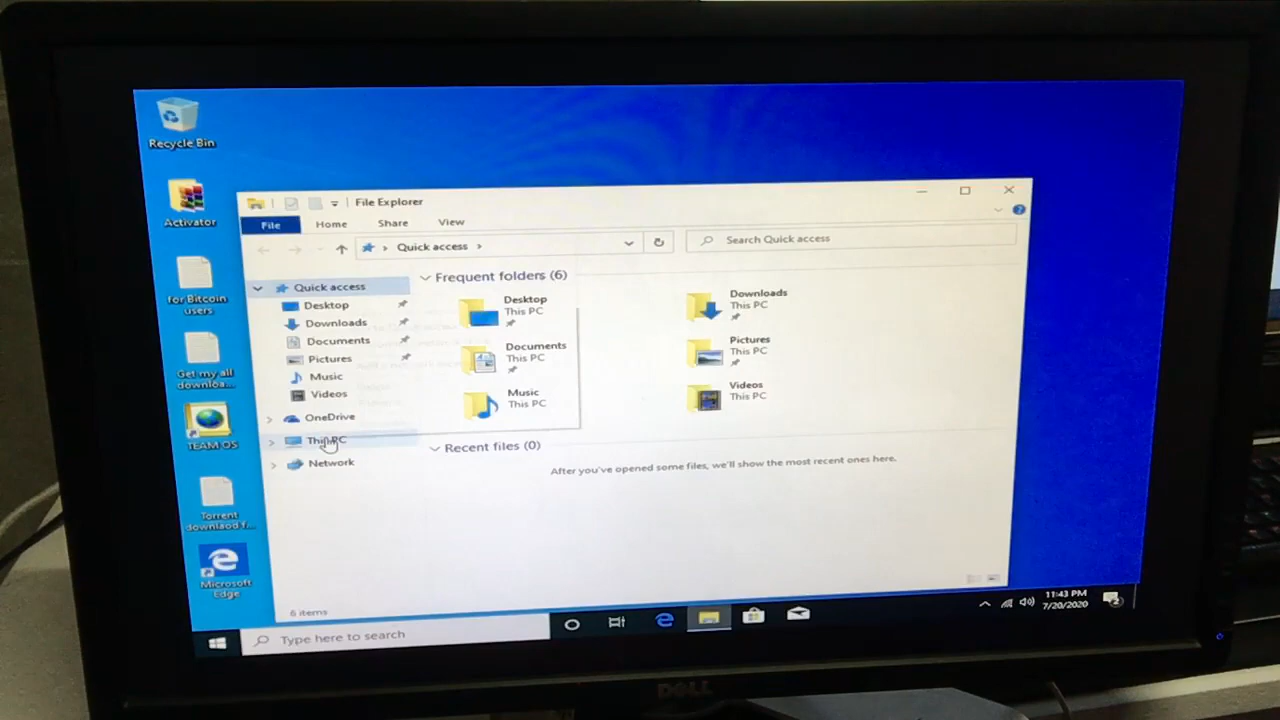 Recycle Bin
Activator
for Bitcoin
users
Get my all
downloa...
TEAM OS
Torrent
downlaod f...
Microsoft
Edge
File Explorer
File
Home
Share
View
Quick access
Search Quick access
Quick access
Desktop
Downloads
Documents
Pictures
Music
Videos
OneDrive
This PC
Network
Frequent folders (6)
Desktop
This PC
Downloads
This PC
Documents
This PC
Pictures
This PC
Music
This PC
Videos
This PC
Recent files (0)
After you've opened some files, we'll show the most recent ones here.
6 items
Type here to search
11:43 PM
7/20/2020
2
DELL